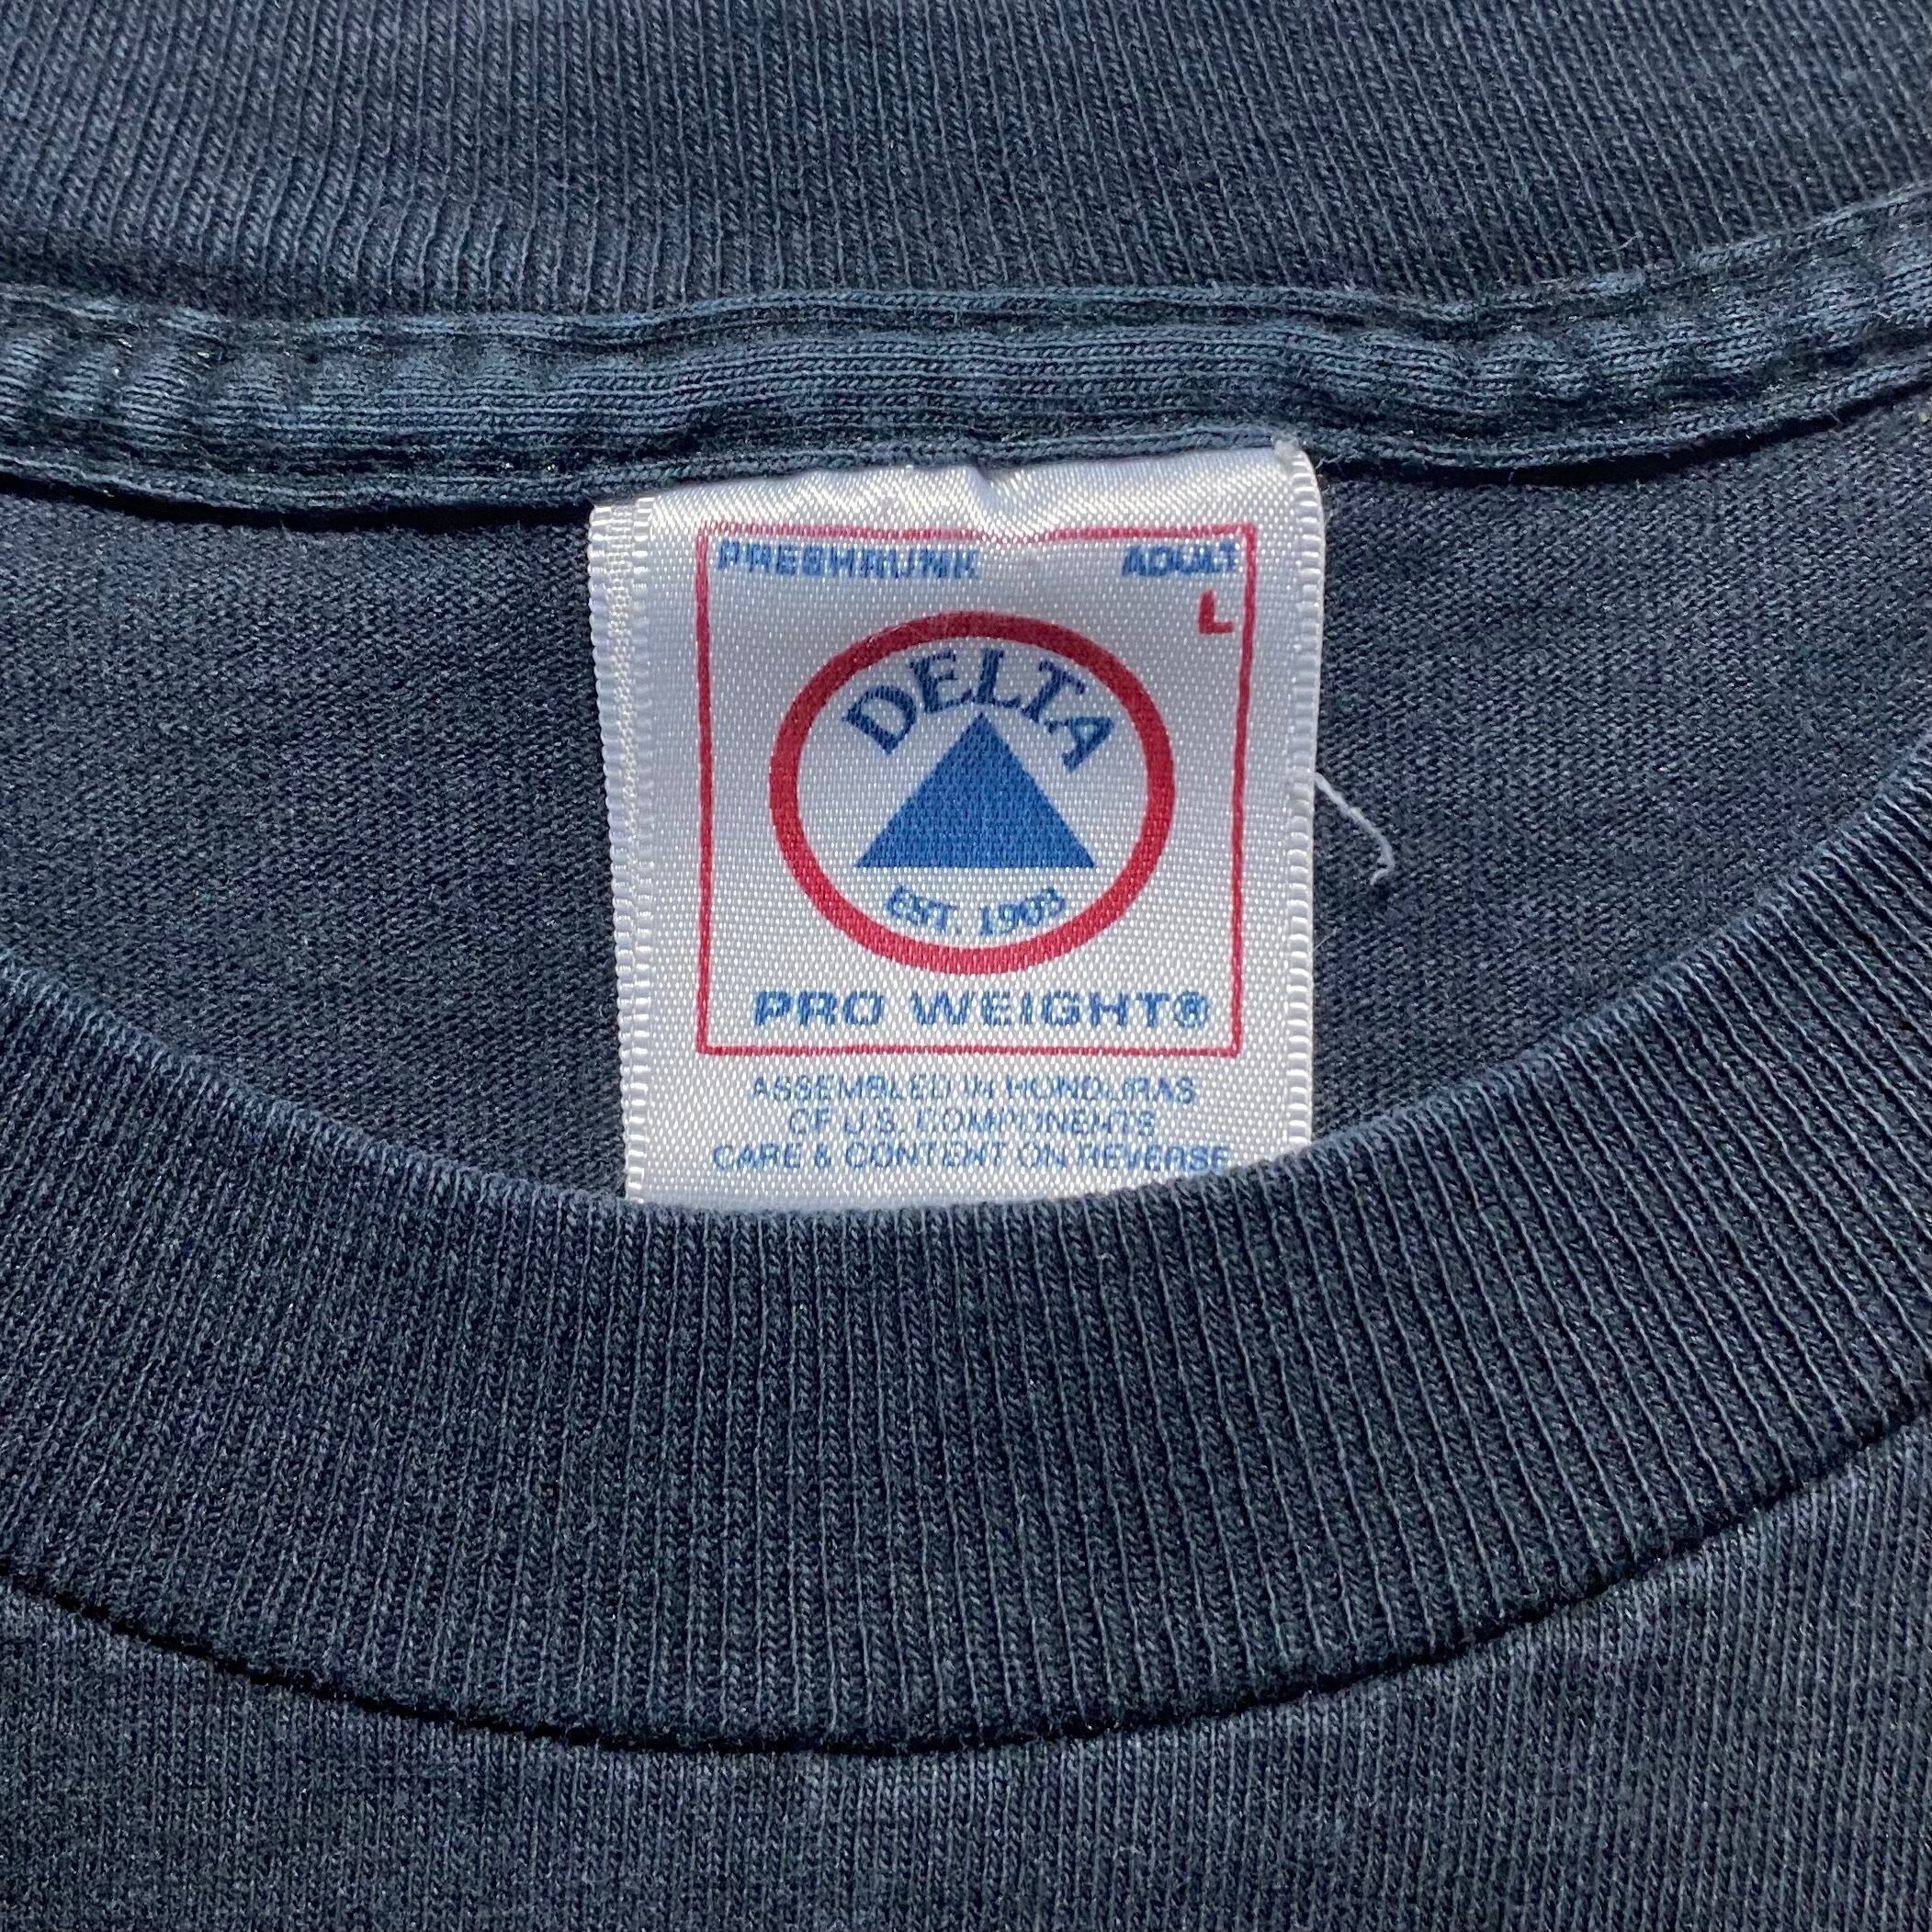 PRESHRUNK ADULT
L
DELTA
EST. 1903
PRO WEIGHT®
ASSEMBLED IN HONDURAS
OF U.S. COMPONENTS
CARE & CONTENT ON REVERSE